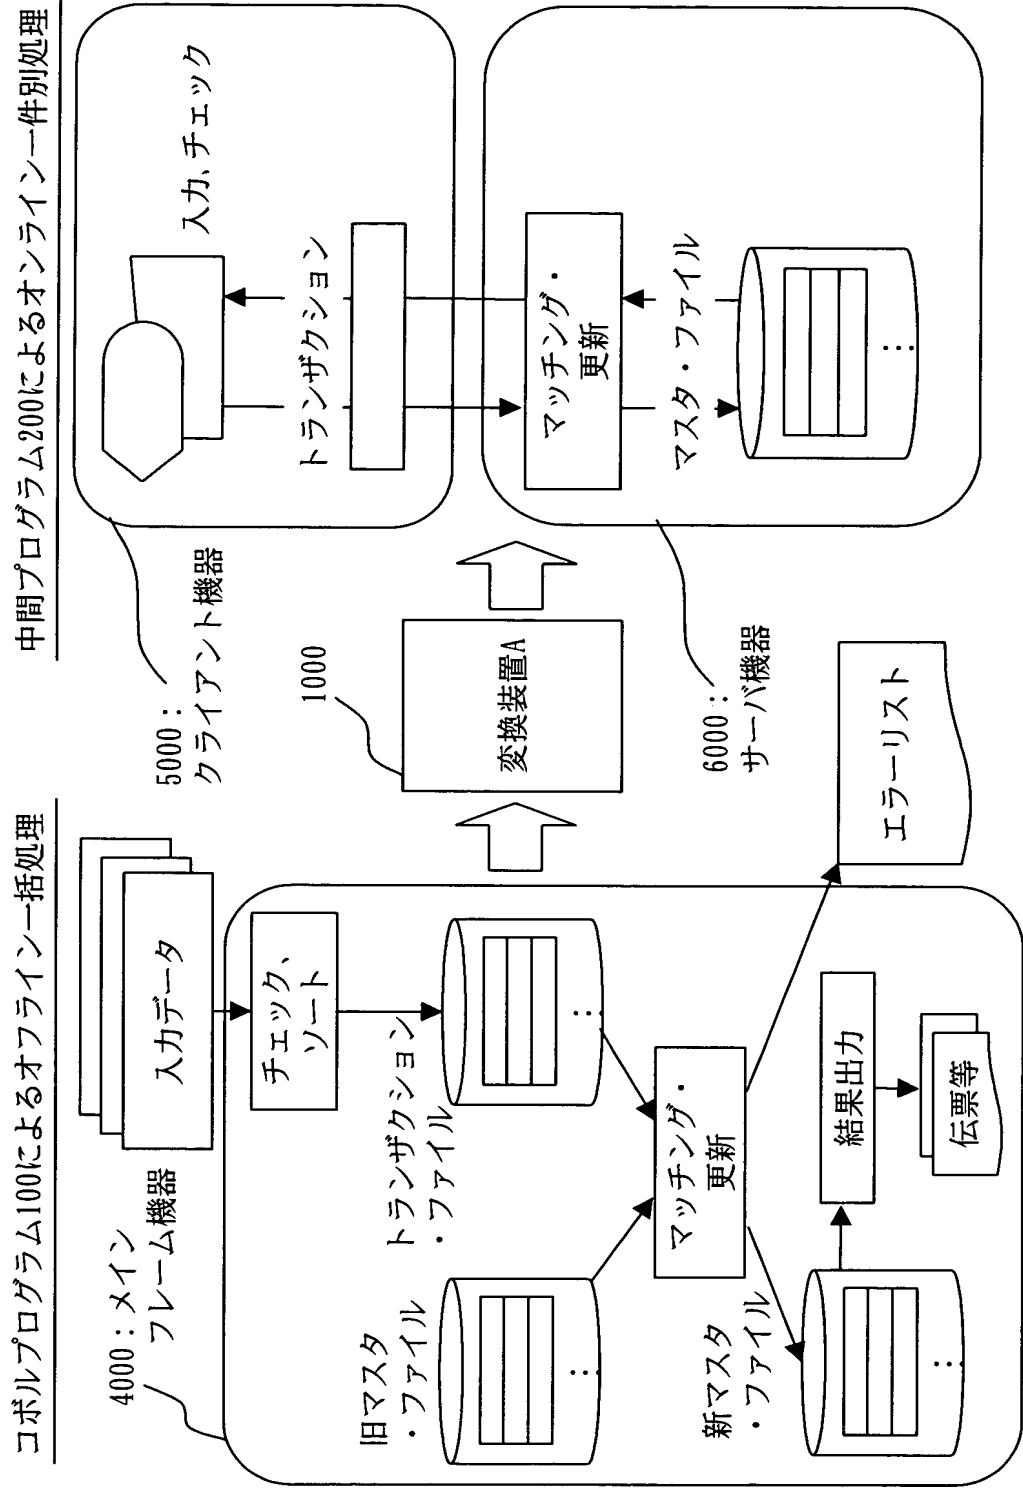 コボルプログラム100によるオフライン一括処理
4000：メイン
フレーム機器
入力データ
チェック、
ソート
トランザクション
・ファイル
旧マスタ
・ファイル
マッチング・
更新
新マスタ
・ファイル
結果出力
伝票等
エラーリスト
1000
変換装置A
中間プログラム200によるオンライン一件別処理
5000：
クライアント機器
入力、チェック
トランザクション
マッチング・
更新
マスタ・ファイル
6000：
サーバ機器